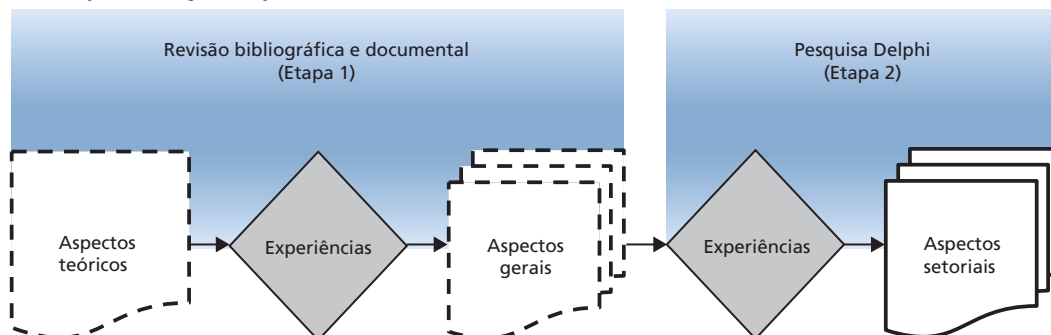 Revisão bibliográfica e documental
(Etapa 1)
Pesquisa Delphi
(Etapa 2)
Aspectos
teóricos
Experiências
Aspectos
gerais
Experiências
Aspectos
setoriais